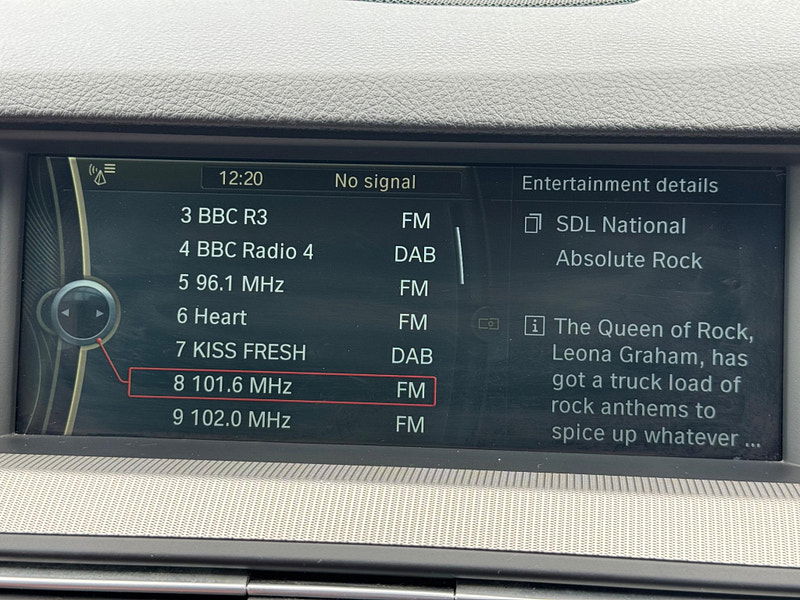 12:20 No signal
3 BBC R3 FM
4 BBC Radio 4 DAB
5 96.1 MHz FM
6 Heart FM
7 KISS FRESH DAB
8 101.6 MHz FM
9 102.0 MHz FM
Entertainment details
SDL National
Absolute Rock
The Queen of Rock,
Leona Graham, has
got a truck load of
rock anthems to
spice up whatever ...